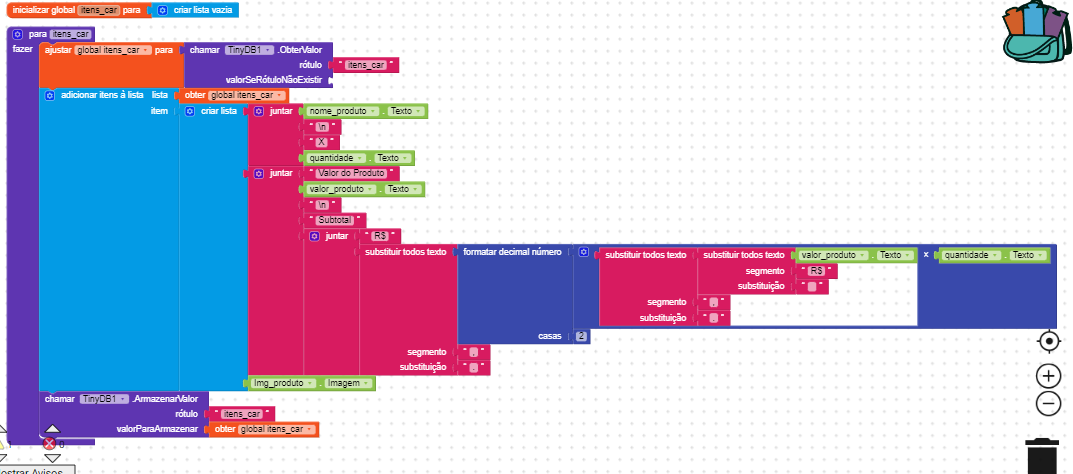 inicializar global itens_car para criar lista vazia
para itens_car
fazer ajustar global itens_car para chamar TinyDB1 .ObterValor
rótulo " itens_car "
valorSeRótuloNãoExistir
adicionar itens à lista lista obter global itens_car
item criar lista juntar nome_produto . Texto
" \n "
" X "
quantidade . Texto
juntar " Valor do Produto "
valor_produto . Texto
" \n "
" Subtotal "
juntar " R$ "
substituir todos texto formatar decimal número substituir todos texto substituir todos texto valor_produto . Texto x quantidade . Texto
segmento " R$ "
substituição " "
segmento " , "
substituição " . "
casas 2
segmento " , "
substituição " . "
Img_produto . Imagem
chamar TinyDB1 .ArmazenarValor
rótulo " itens_car "
valorParaArmazenar obter global itens_car
0
ostrar Avisos